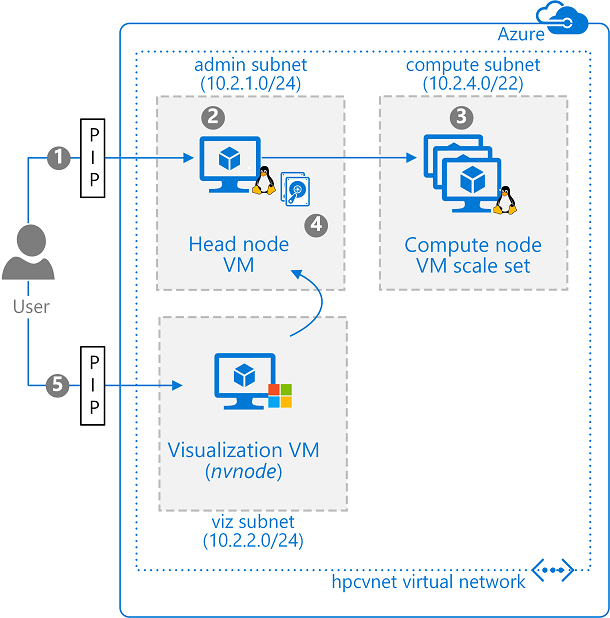 Azure
admin subnet
(10.2.1.0/24)
compute subnet
(10.2.4.0/22)
1
P
I
P
2
3
4
Head node
VM
Compute node
VM scale set
User
5
P
I
P
Visualization VM
(nvnode)
viz subnet
(10.2.2.0/24)
hpcvnet virtual network